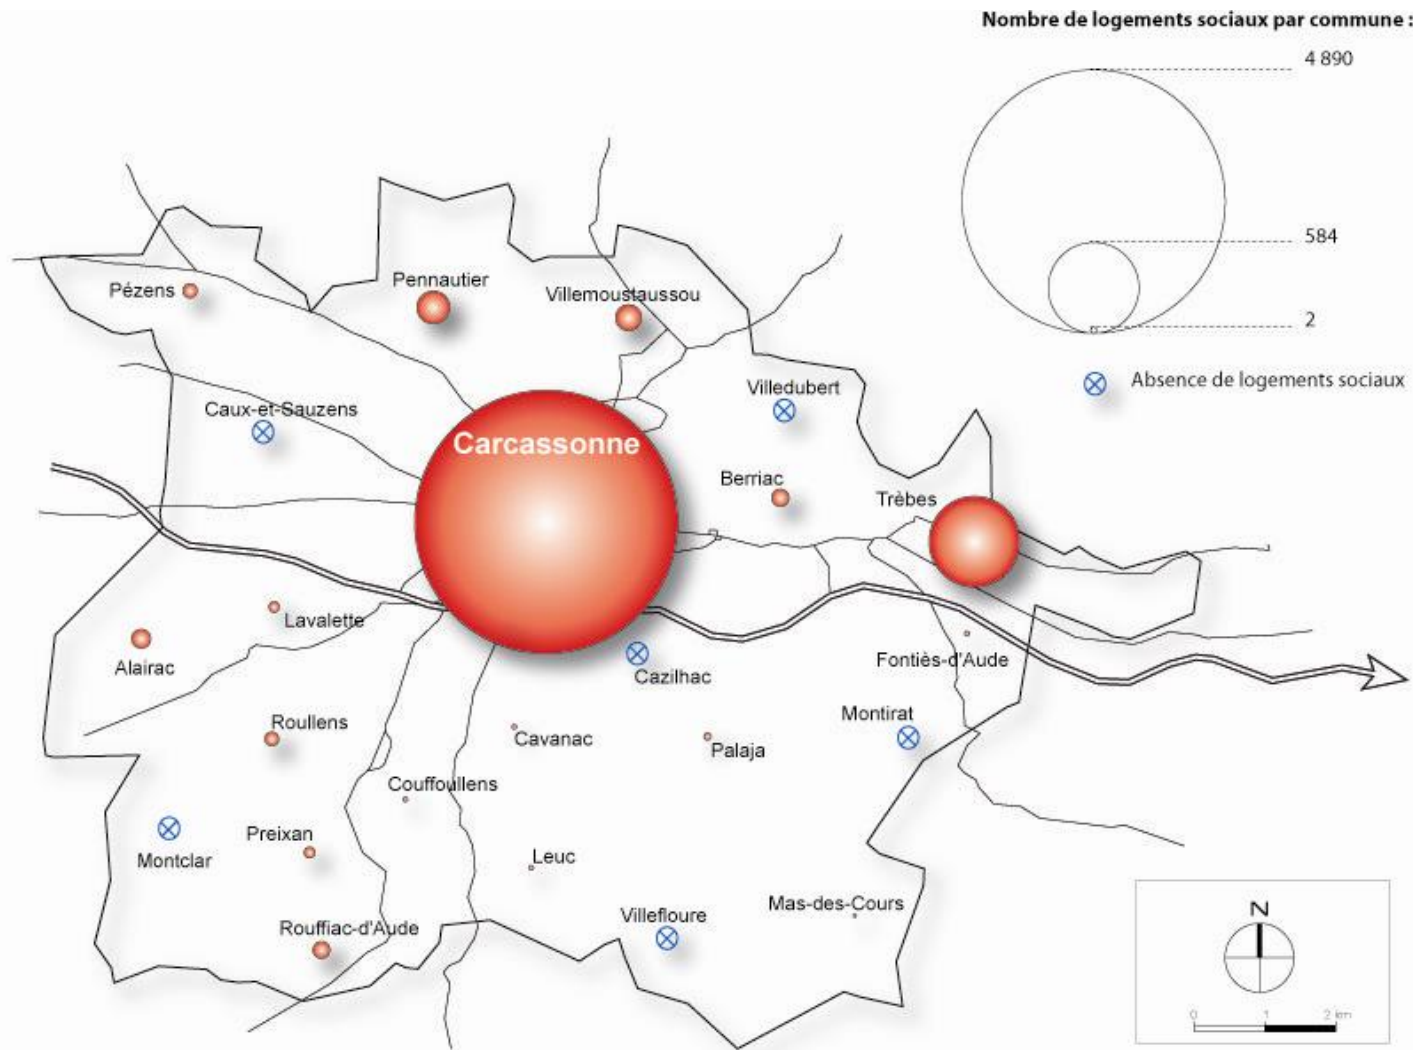 Nombre de logements sociaux par commune :
4 890
584
2
Absence de logements sociaux
Pennautier
Pézens
Villemoustaussou
Villedubert
Caux-et-Sauzens
Carcassonne
Berriac
Trèbes
Lavalette
Alairac
Fontiès-d'Aude
Cazilhac
Montirat
Roullens
Cavanac
Palaja
Couffoullens
Preixan
Montclar
Leuc
Mas-des-Cours
Villefloure
Rouffiac-d'Aude
N
0 1 2 km